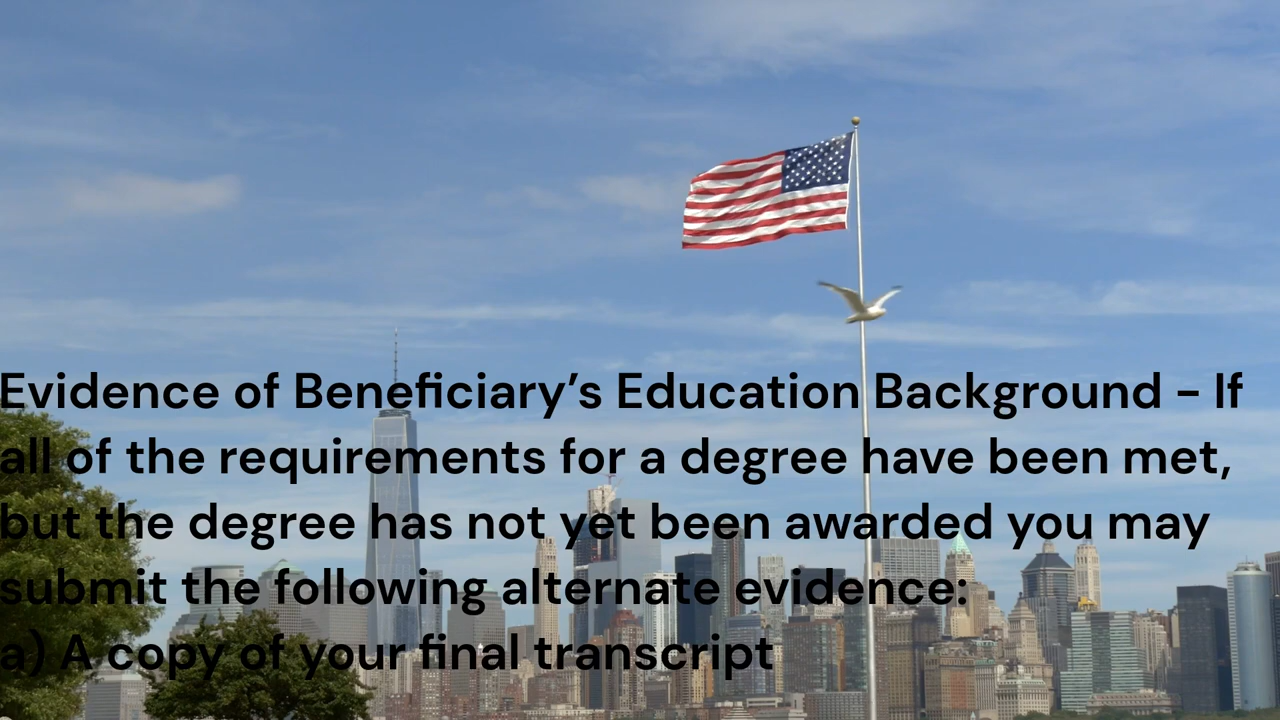 Evidence of Beneficiary’s Education Background – If
all of the requirements for a degree have been met,
but the degree has not yet been awarded you may
submit the following alternate evidence:
a) A copy of your final transcript